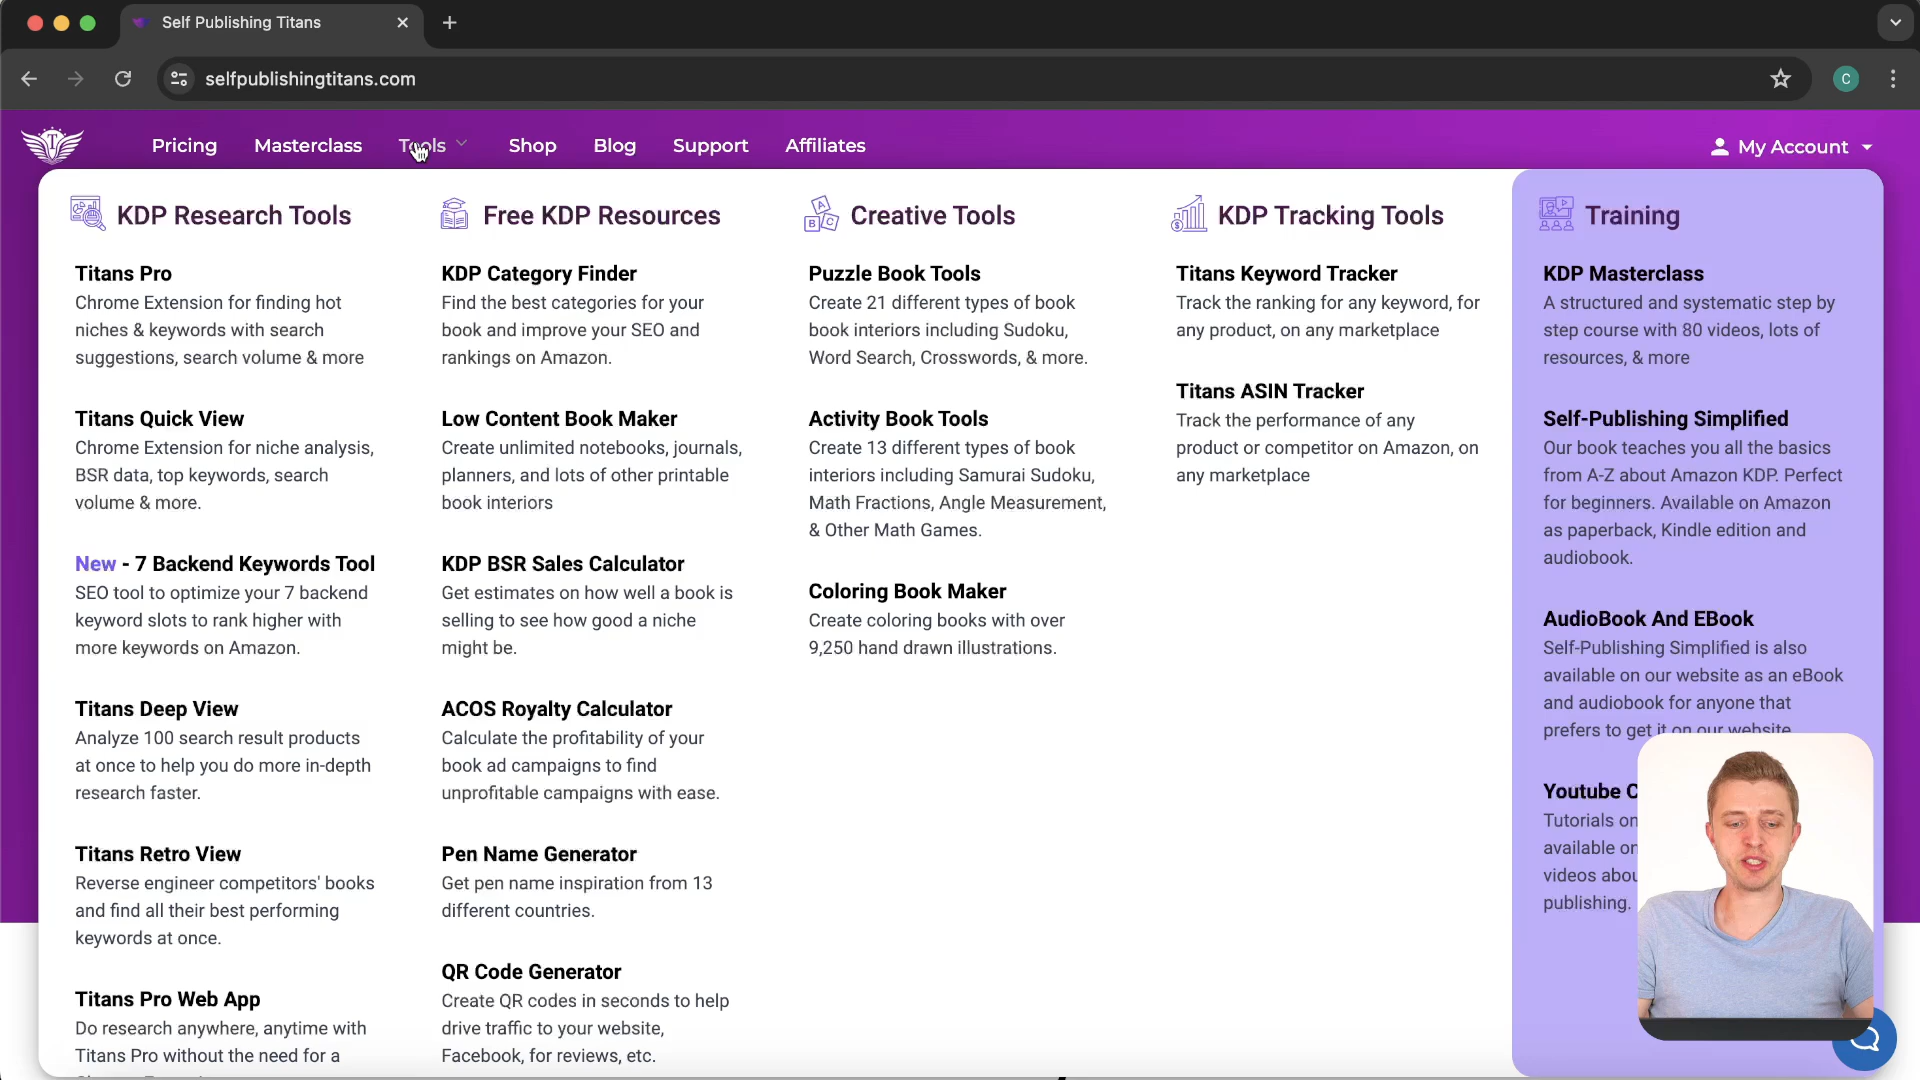 Self Publishing Titans
selfpublishingtitans.com
C
T
Pricing
Masterclass
Tools
Shop
Blog
Support
Affiliates
My Account
KDP Research Tools
Titans Pro
Chrome Extension for finding hot
niches & keywords with search
suggestions, search volume & more
Titans Quick View
Chrome Extension for niche analysis,
BSR data, top keywords, search
volume & more.
New - 7 Backend Keywords Tool
SEO tool to optimize your 7 backend
keyword slots to rank higher with
more keywords on Amazon.
Titans Deep View
Analyze 100 search result products
at once to help you do more in-depth
research faster.
Titans Retro View
Reverse engineer competitors' books
and find all their best performing
keywords at once.
Titans Pro Web App
Do research anywhere, anytime with
Titans Pro without the need for a
Free KDP Resources
KDP Category Finder
Find the best categories for your
book and improve your SEO and
rankings on Amazon.
Low Content Book Maker
Create unlimited notebooks, journals,
planners, and lots of other printable
book interiors
KDP BSR Sales Calculator
Get estimates on how well a book is
selling to see how good a niche
might be.
ACOS Royalty Calculator
Calculate the profitability of your
book ad campaigns to find
unprofitable campaigns with ease.
Pen Name Generator
Get pen name inspiration from 13
different countries.
QR Code Generator
Create QR codes in seconds to help
drive traffic to your website,
Facebook, for reviews, etc.
A
B C
Creative Tools
Puzzle Book Tools
Create 21 different types of book
book interiors including Sudoku,
Word Search, Crosswords, & more.
Activity Book Tools
Create 13 different types of book
interiors including Samurai Sudoku,
Math Fractions, Angle Measurement,
& Other Math Games.
Coloring Book Maker
Create coloring books with over
9,250 hand drawn illustrations.
KDP Tracking Tools
Titans Keyword Tracker
Track the ranking for any keyword, for
any product, on any marketplace
Titans ASIN Tracker
Track the performance of any
product or competitor on Amazon, on
any marketplace
Training
KDP Masterclass
A structured and systematic step by
step course with 80 videos, lots of
resources, & more
Self-Publishing Simplified
Our book teaches you all the basics
from A-Z about Amazon KDP. Perfect
for beginners. Available on Amazon
as paperback, Kindle edition and
audiobook.
AudioBook And EBook
Self-Publishing Simplified is also
available on our website as an eBook
and audiobook for anyone that
prefers to get it on our website
Youtube C
Tutorials on
available on
videos abou
publishing.